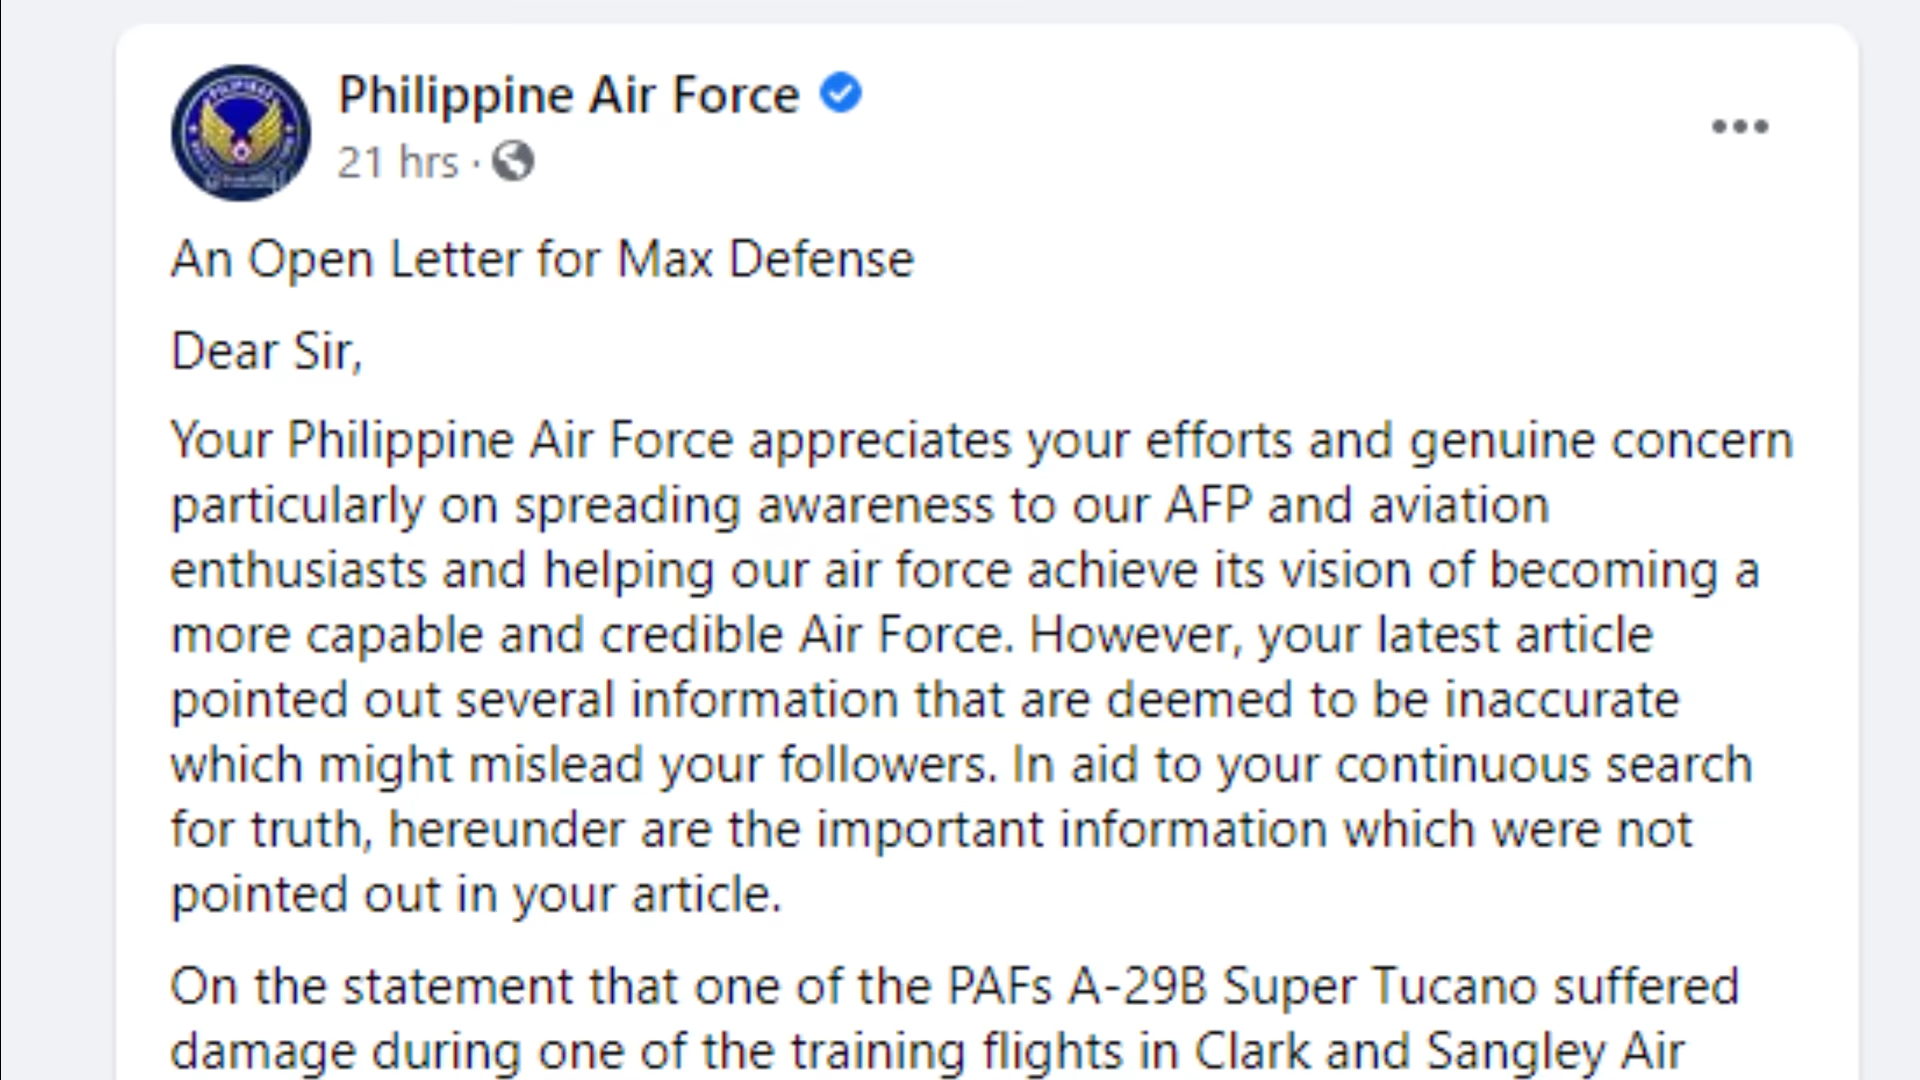 Philippine Air Force
21 hrs ·
An Open Letter for Max Defense
Dear Sir,
Your Philippine Air Force appreciates your efforts and genuine concern
particularly on spreading awareness to our AFP and aviation
enthusiasts and helping our air force achieve its vision of becoming a
more capable and credible Air Force. However, your latest article
pointed out several information that are deemed to be inaccurate
which might mislead your followers. In aid to your continuous search
for truth, hereunder are the important information which were not
pointed out in your article.
On the statement that one of the PAFs A-29B Super Tucano suffered
damage during one of the training flights in Clark and Sangley Air